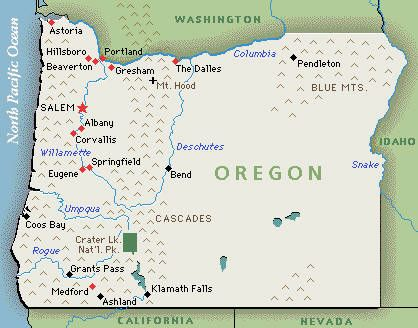 WASHINGTON
Astoria
North Pacific Ocean
Hillsboro
Portland
Columbia
Beaverton
Gresham
The Dalles
Pendleton
Mt. Hood
BLUE MTS.
SALEM
Albany
Corvallis
IDAHO
Willamette
Deschutes
Springfield
Snake
Eugene
Bend
OREGON
Umpqua
Coos Bay
CASCADES
Crater Lk.
Nat'l. Pk.
Rogue
Grants Pass
Medford
Klamath Falls
Ashland
CALIFORNIA
NEVADA